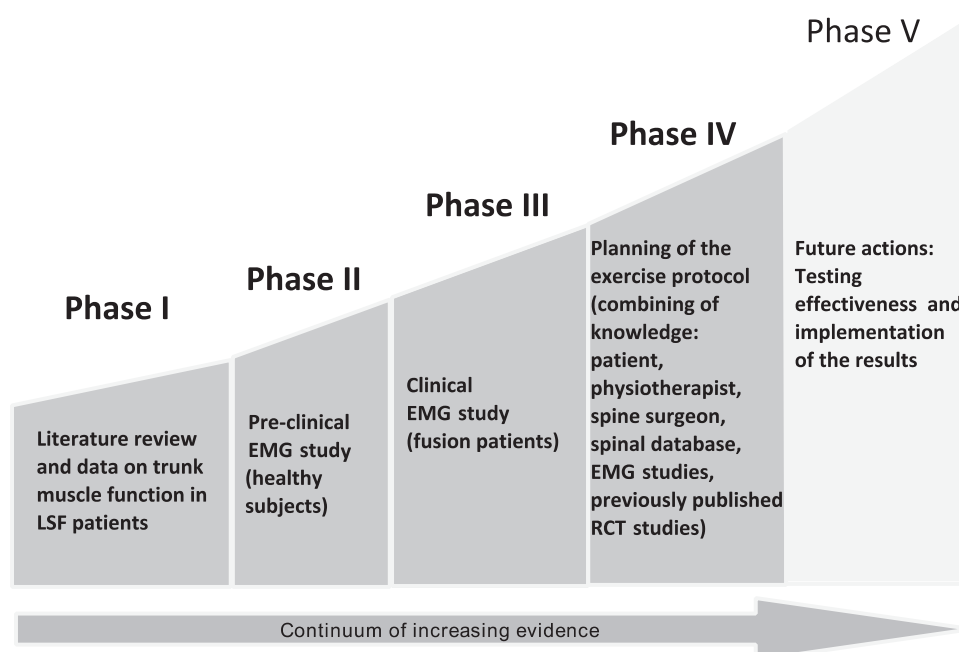 Phase I
Literature review
and data on trunk
muscle function in
LSF patients
Phase II
Pre-clinical
EMG study
(healthy
subjects)
Phase III
Clinical
EMG study
(fusion patients)
Phase IV
Planning of the
exercise protocol
(combining of
knowledge:
patient,
physiotherapist,
spine surgeon,
spinal database,
EMG studies,
previously published
RCT studies)
Phase V
Future actions:
Testing
effectiveness and
implementation
of the results
Continuum of increasing evidence